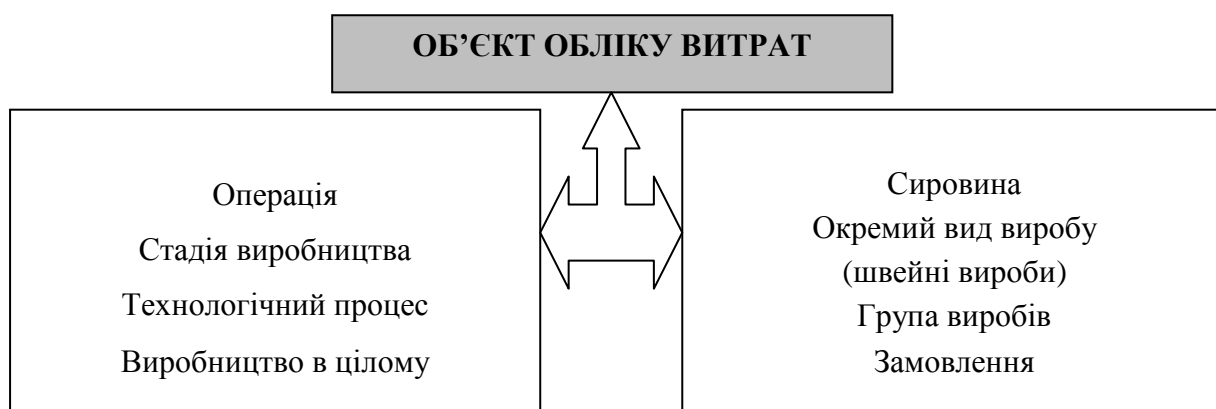 ОБ’ЄКТ ОБЛІКУ ВИТРАТ
Операція
Стадія виробництва
Технологічний процес
Виробництво в цілому
Сировина
Окремий вид виробу
(швейні вироби)
Група виробів
Замовлення